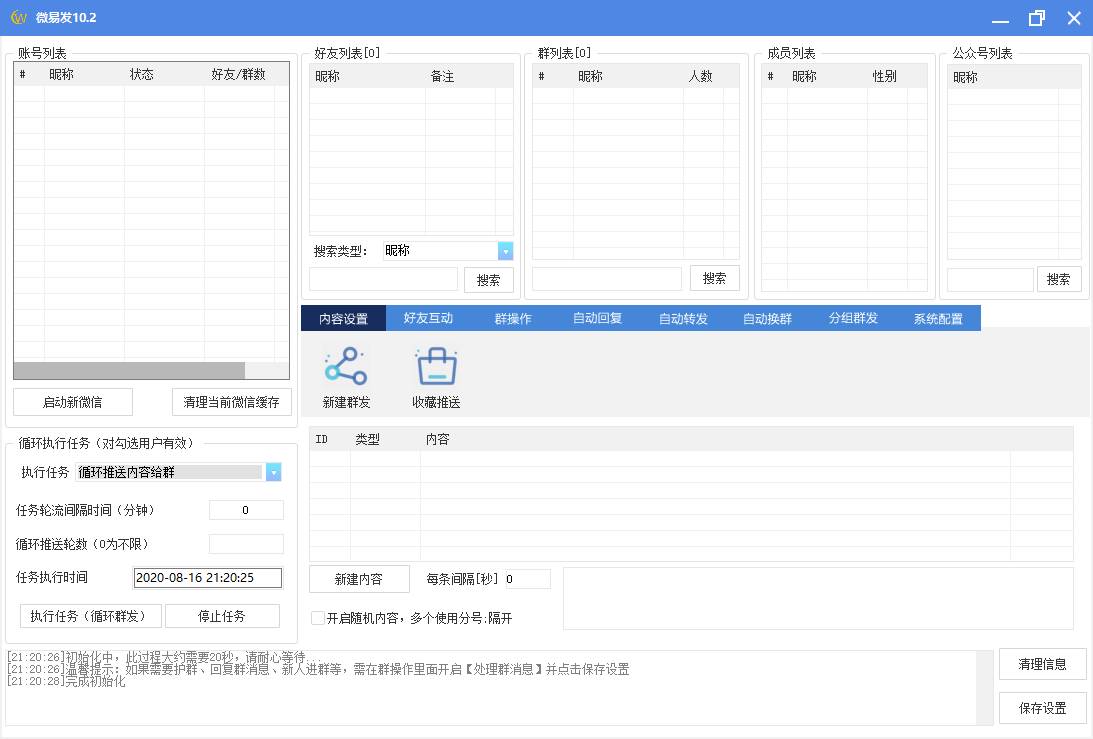 微易发10.2
账号列表
# 昵称 状态 好友/群数
启动新微信 清理当前微信缓存
好友列表[0]
昵称 备注
搜索类型： 昵称
搜索
群列表[0]
# 昵称 人数
搜索
成员列表
# 昵称 性别
公众号列表
昵称
搜索
内容设置 好友互动 群操作 自动回复 自动转发 自动换群 分组群发 系统配置
新建群发 收藏推送
ID 类型 内容
新建内容 每条间隔[秒] 0
开启随机内容，多个使用分号;隔开
循环执行任务（对勾选用户有效）
执行任务 循环推送内容给群
任务轮流间隔时间（分钟） 0
循环推送轮数（0为不限）
任务执行时间 2020-08-16 21:20:25
执行任务（循环群发） 停止任务
[21:20:26]初始化中，此过程大约需要20秒，请耐心等待...
[21:20:26]温馨提示：如果需要护群、回复群消息、新人进群等，需在群操作里面开启【处理群消息】并点击保存设置
[21:20:28]完成初始化
清理信息
保存设置